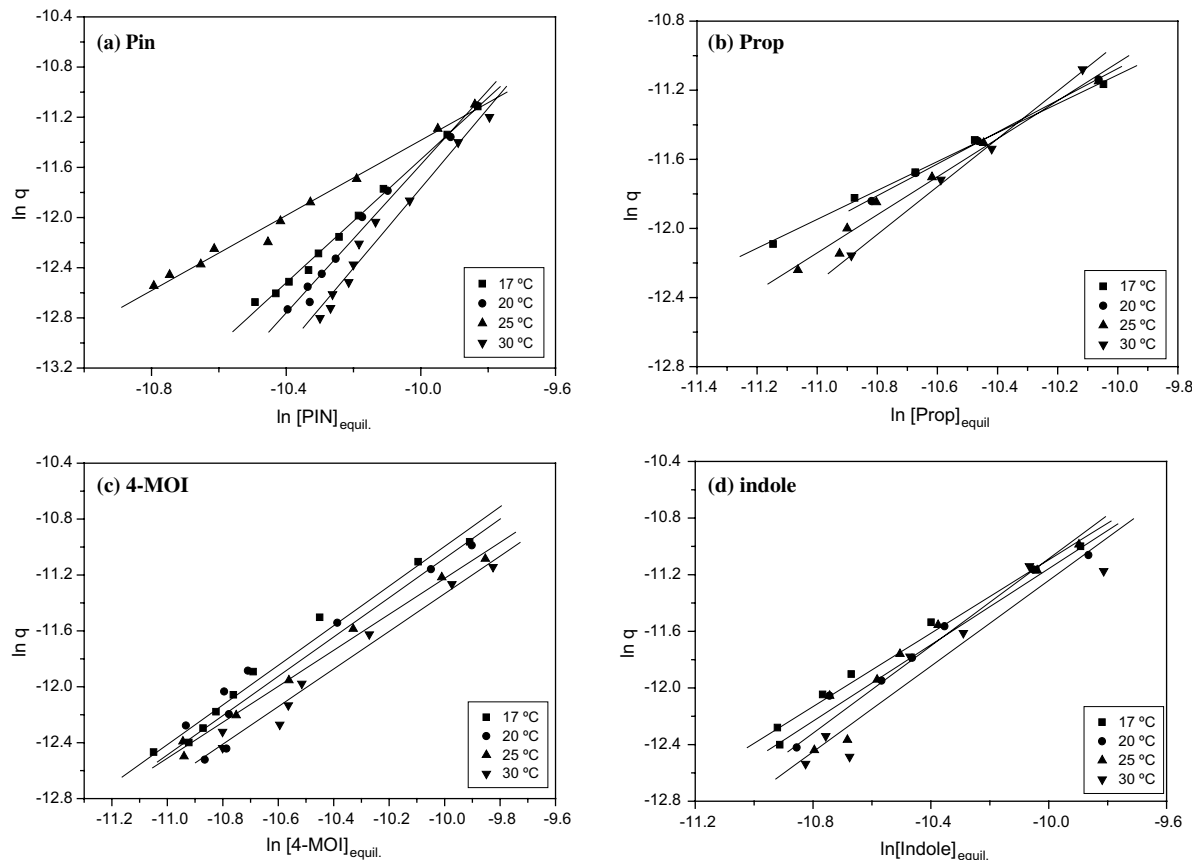 (a) Pin
ln q
-10.4
-10.8
-11.2
-11.6
-12.0
-12.4
-12.8
-13.2
17 ºC
20 ºC
25 ºC
30 ºC
-10.8 -10.4 -10.0 -9.6
ln [PIN]equil.
(b) Prop
ln q
-10.8
-11.2
-11.6
-12.0
-12.4
-12.8
17 ºC
20 ºC
25 ºC
30 ºC
-11.4 -11.2 -11.0 -10.8 -10.6 -10.4 -10.2 -10.0 -9.8
ln [Prop]equil
(c) 4-MOI
ln q
-10.4
-10.8
-11.2
-11.6
-12.0
-12.4
-12.8
17 ºC
20 ºC
25 ºC
30 ºC
-11.2 -11.0 -10.8 -10.6 -10.4 -10.2 -10.0 -9.8 -9.6
ln [4-MOI]equil.
(d) indole
ln q
-10.4
-10.8
-11.2
-11.6
-12.0
-12.4
-12.8
17 ºC
20 ºC
25 ºC
30 ºC
-11.2 -10.8 -10.4 -10.0 -9.6
ln[Indole]equil.